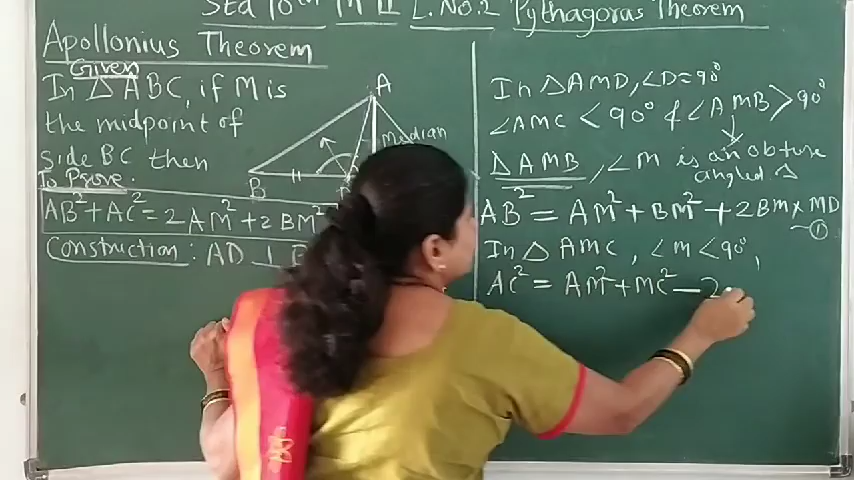 Std 10th M II L. No. 2 Pythagoras Theorem
Apollonius Theorem
Given
In △ ABC, if M is
the midpoint of
side BC then
To Prove :
AB² + AC² = 2AM² + 2BM²
Construction : AD ⊥
A
Median
B
In △AMD, ∠D = 90°
∠AMC < 90° & ∠AMB > 90°
△AMB, ∠M is an obtuse
angled △
AB² = AM² + BM² + 2BM × MD
①
In △ AMC, ∠M < 90°,
AC² = AM² + MC² - 2